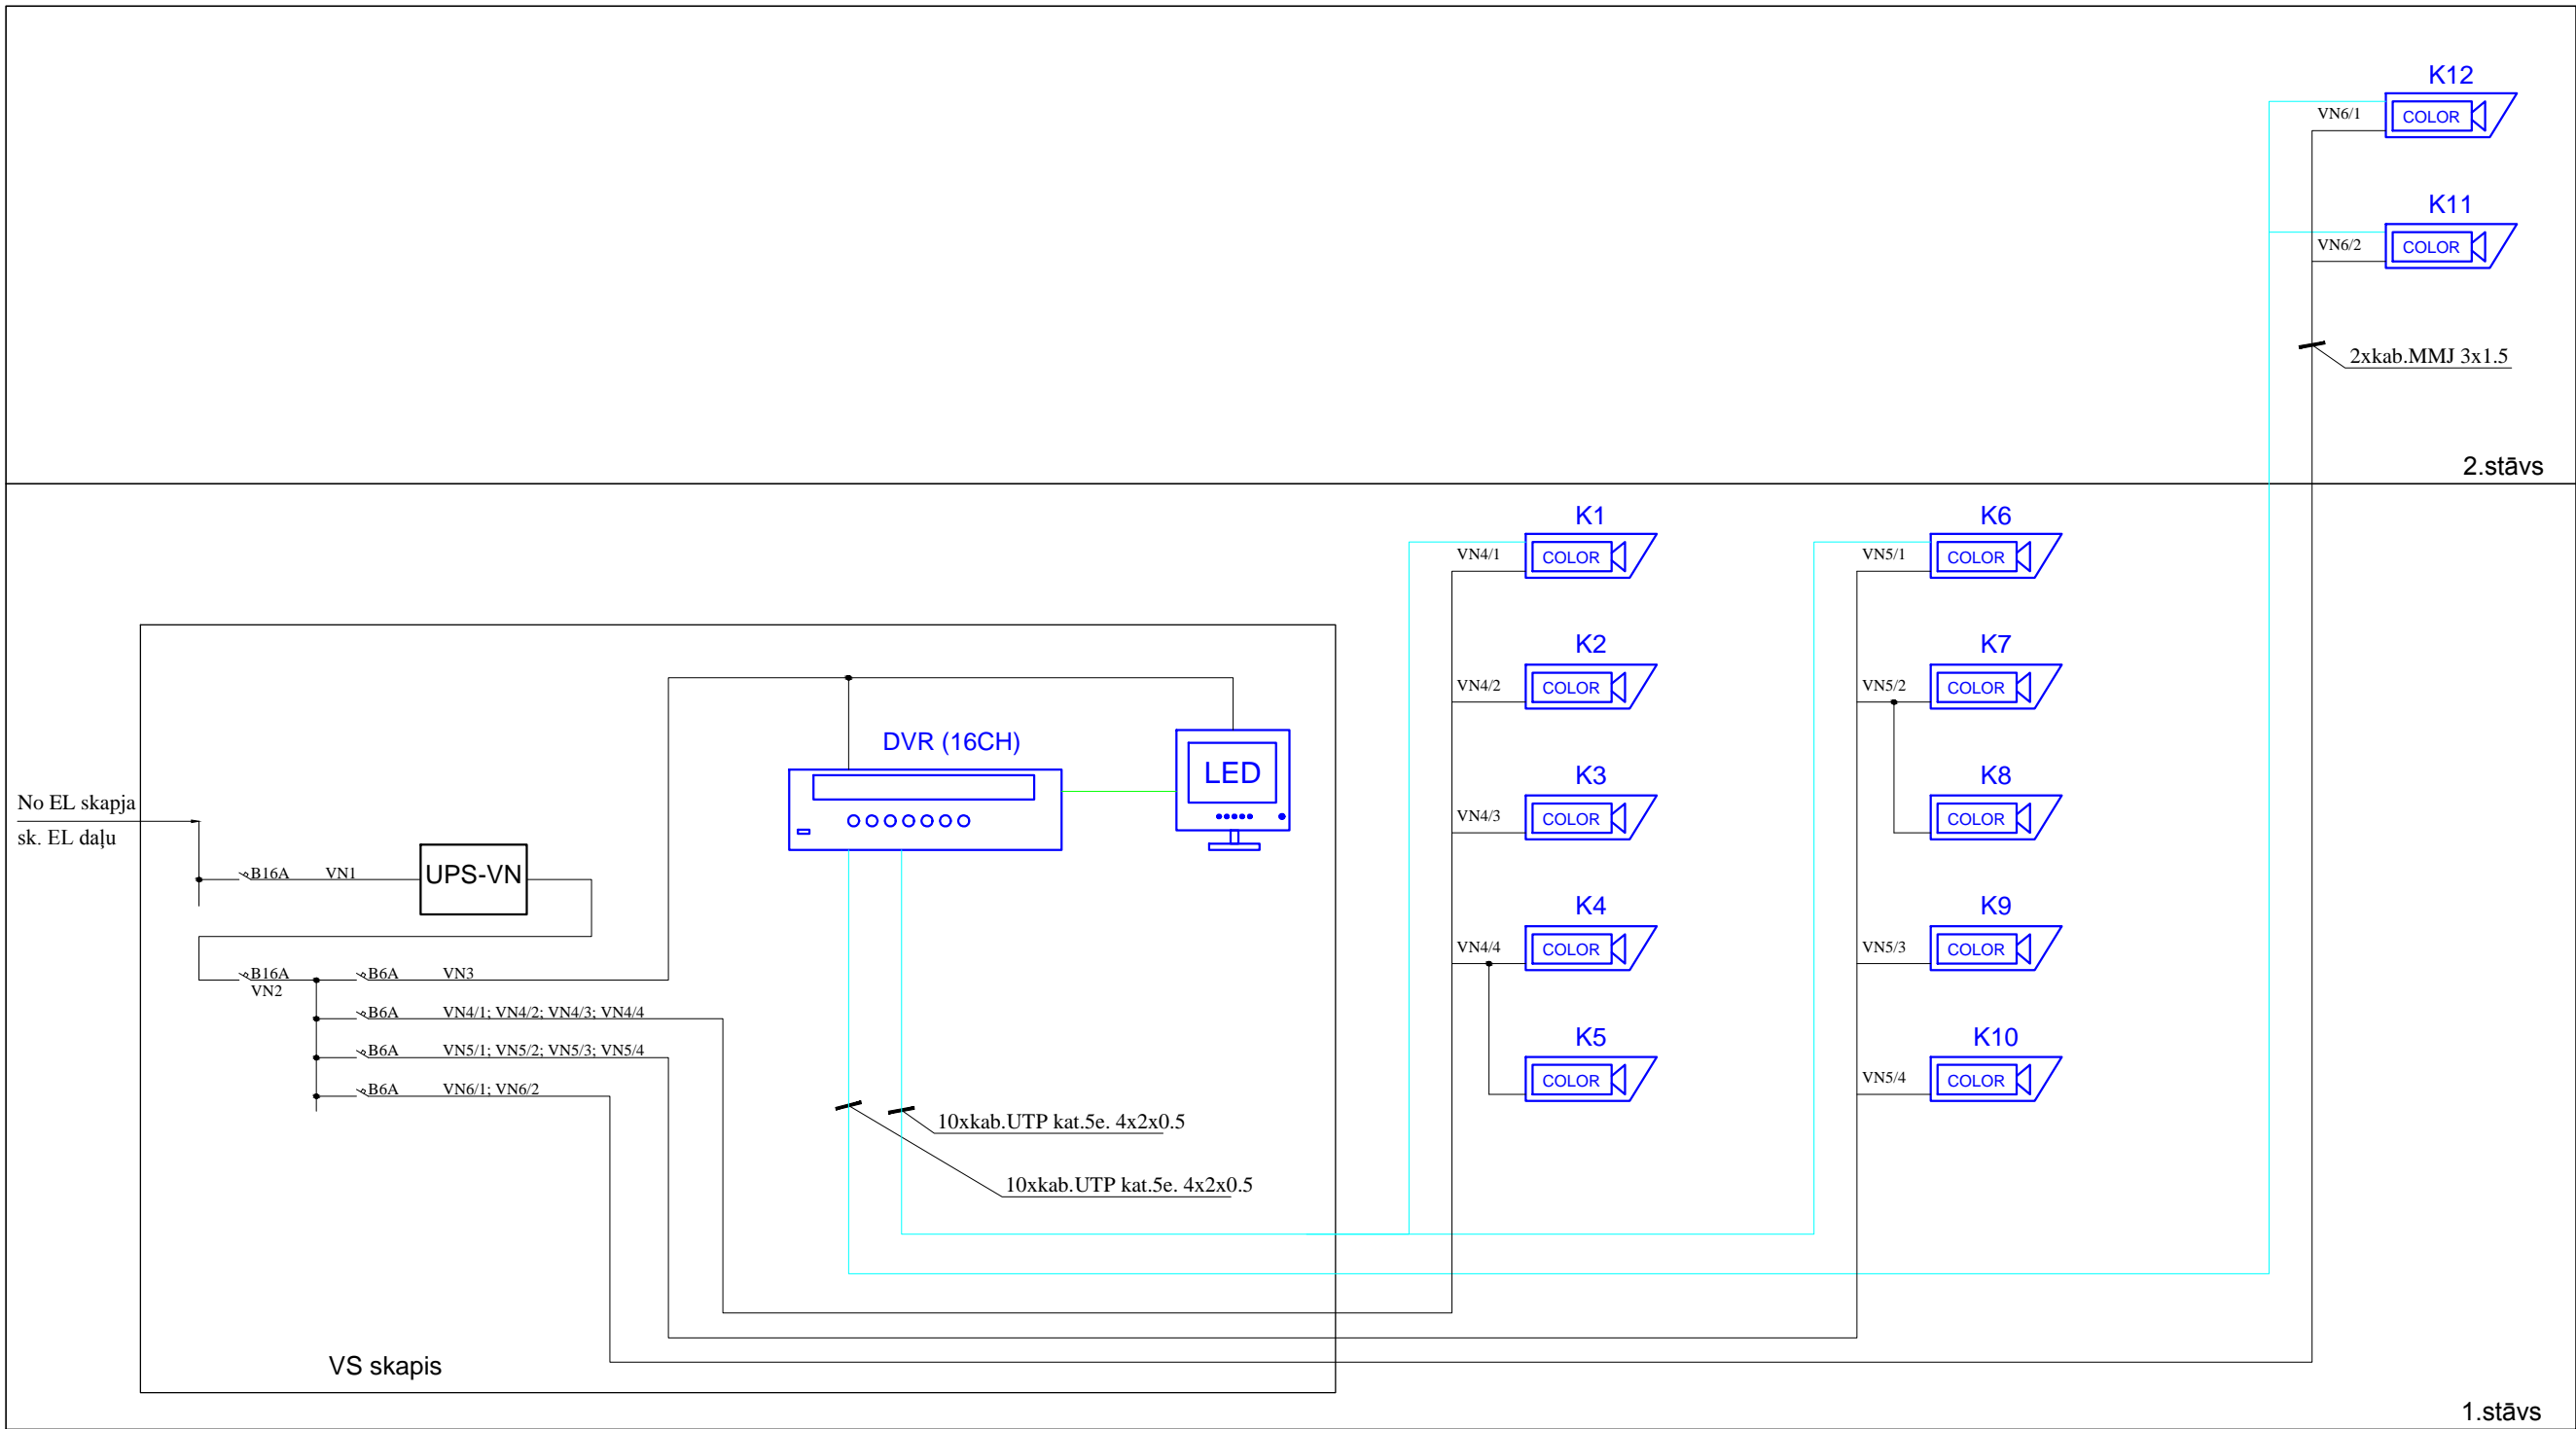 K12
VN6/1
COLOR
K11
VN6/2
COLOR
2xkab.MMJ 3x1.5
2.stāvs
K1
VN4/1
COLOR
K6
VN5/1
COLOR
K2
VN4/2
COLOR
K7
VN5/2
COLOR
K3
VN4/3
COLOR
K8
COLOR
K4
VN4/4
COLOR
K9
VN5/3
COLOR
K5
COLOR
K10
VN5/4
COLOR
DVR (16CH)
LED
No EL skapja
sk. EL daļu
B16A VN1
UPS-VN
B16A
VN2
B6A VN3
B6A VN4/1; VN4/2; VN4/3; VN4/4
B6A VN5/1; VN5/2; VN5/3; VN5/4
B6A VN6/1; VN6/2
10xkab.UTP kat.5e. 4x2x0.5
10xkab.UTP kat.5e. 4x2x0.5
VS skapis
1.stāvs